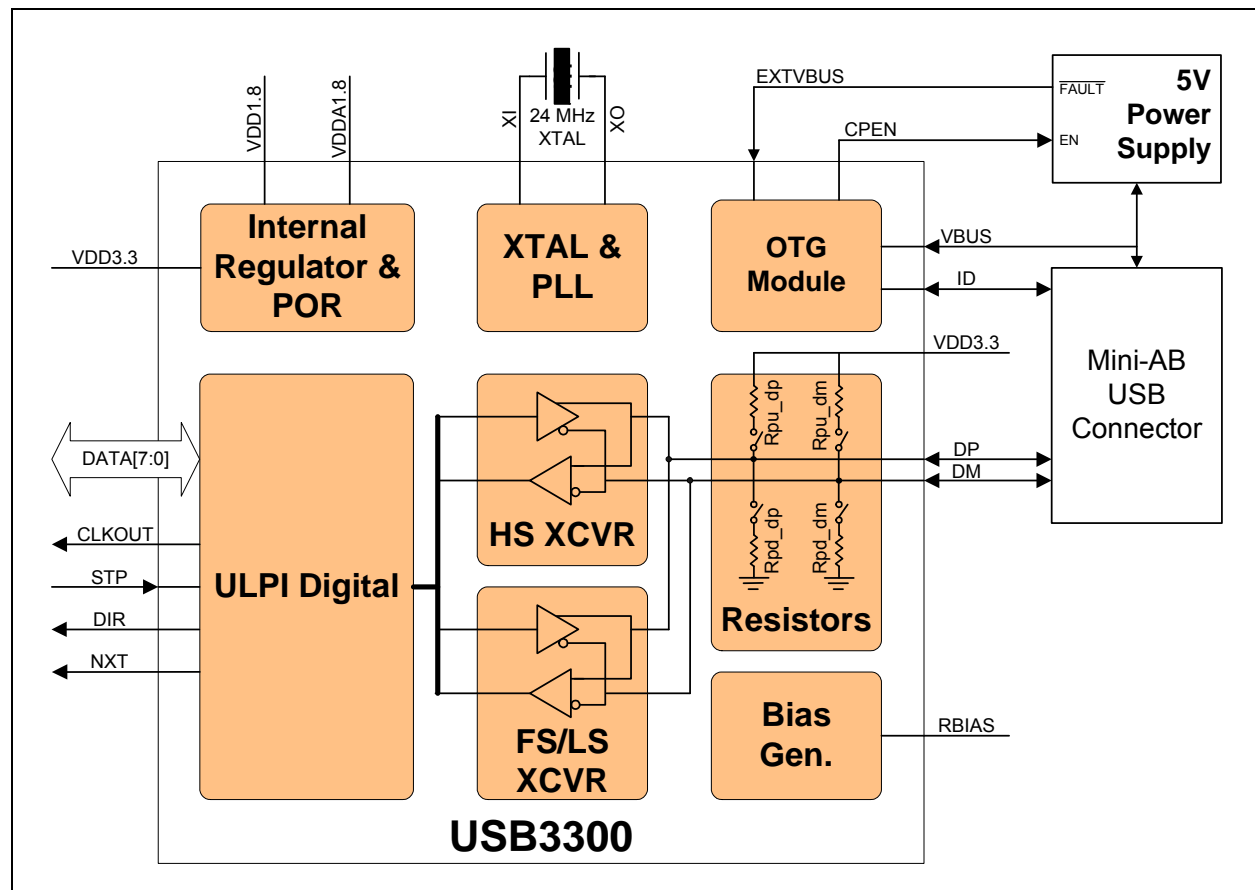 VDD1.8
VDDA1.8
XI
24 MHz
XTAL
XO
EXTVBUS
CPEN
FAULT
EN
5V
Power
Supply
VDD3.3
Internal
Regulator &
POR
XTAL &
PLL
OTG
Module
VBUS
ID
VDD3.3
Mini-AB
USB
Connector
DATA[7:0]
CLKOUT
STP
DIR
NXT
ULPI Digital
HS XCVR
FS/LS
XCVR
Rpu_dp
Rpu_dm
Rpd_dp
Rpd_dm
Resistors
DP
DM
Bias
Gen.
RBIAS
USB3300